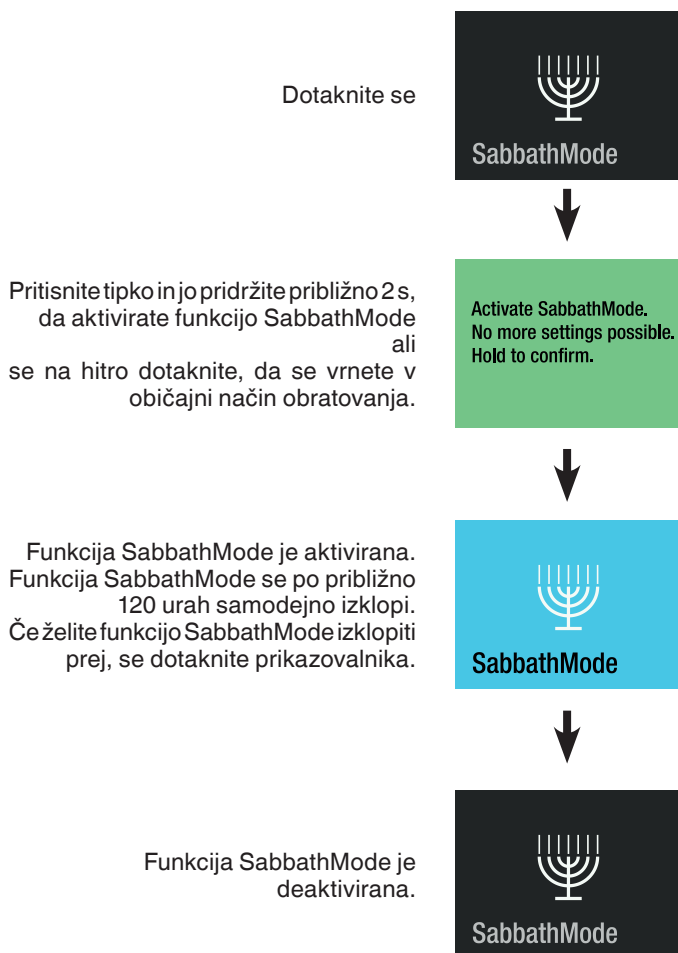 Dotaknite se
SabbathMode
Pritisnite tipko in jo pridržite približno 2 s,
da aktivirate funkcijo SabbathMode
ali
se na hitro dotaknite, da se vrnete v
običajni način obratovanja.
Activate SabbathMode.
No more settings possible.
Hold to confirm.
Funkcija SabbathMode je aktivirana.
Funkcija SabbathMode se po približno
120 urah samodejno izklopi.
Če želite funkcijo SabbathMode izklopiti
prej, se dotaknite prikazovalnika.
SabbathMode
Funkcija SabbathMode je
deaktivirana.
SabbathMode